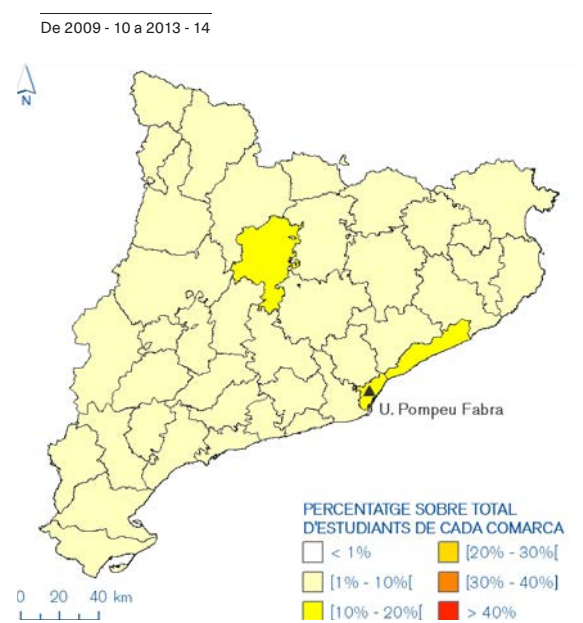 De 2009 - 10 a 2013 - 14
N
U. Pompeu Fabra
PERCENTATGE SOBRE TOTAL
D'ESTUDIANTS DE CADA COMARCA
< 1%
[20% - 30%[
[1% - 10%[
[30% - 40%]
[10% - 20%[
> 40%
0 20 40 km